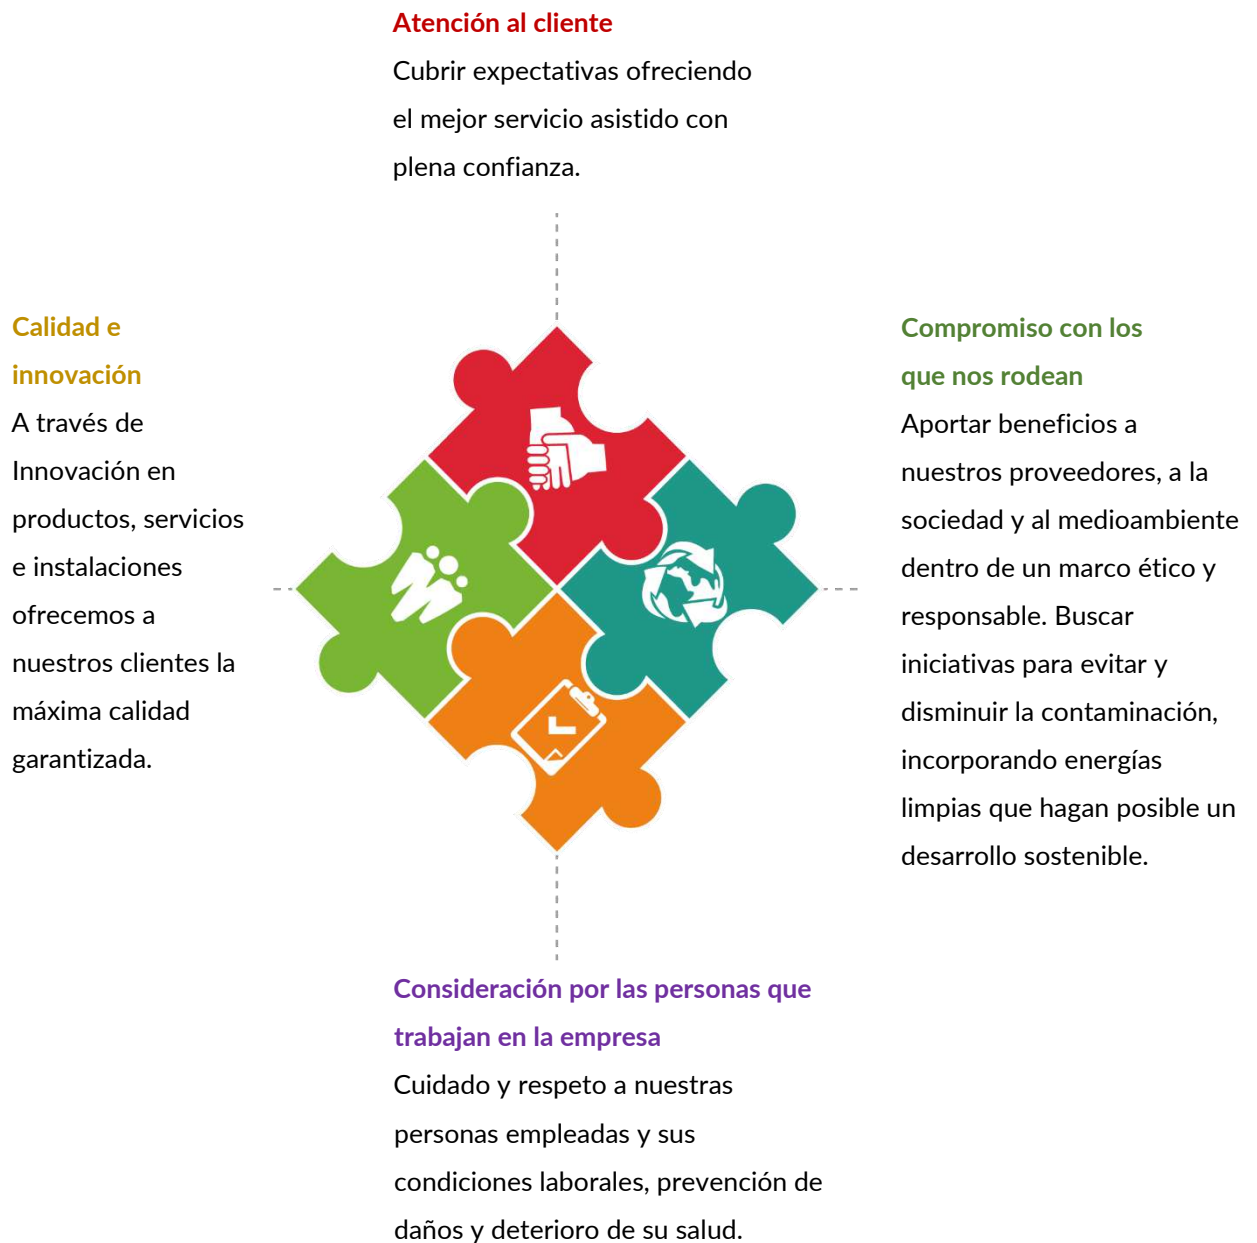 Atención al cliente
Cubrir expectativas ofreciendo
el mejor servicio asistido con
plena confianza.
Calidad e
innovación
A través de
Innovación en
productos, servicios
e instalaciones
ofrecemos a
nuestros clientes la
máxima calidad
garantizada.
Compromiso con los
que nos rodean
Aportar beneficios a
nuestros proveedores, a la
sociedad y al medioambiente
dentro de un marco ético y
responsable. Buscar
iniciativas para evitar y
disminuir la contaminación,
incorporando energías
limpias que hagan posible un
desarrollo sostenible.
Consideración por las personas que
trabajan en la empresa
Cuidado y respeto a nuestras
personas empleadas y sus
condiciones laborales, prevención de
daños y deterioro de su salud.